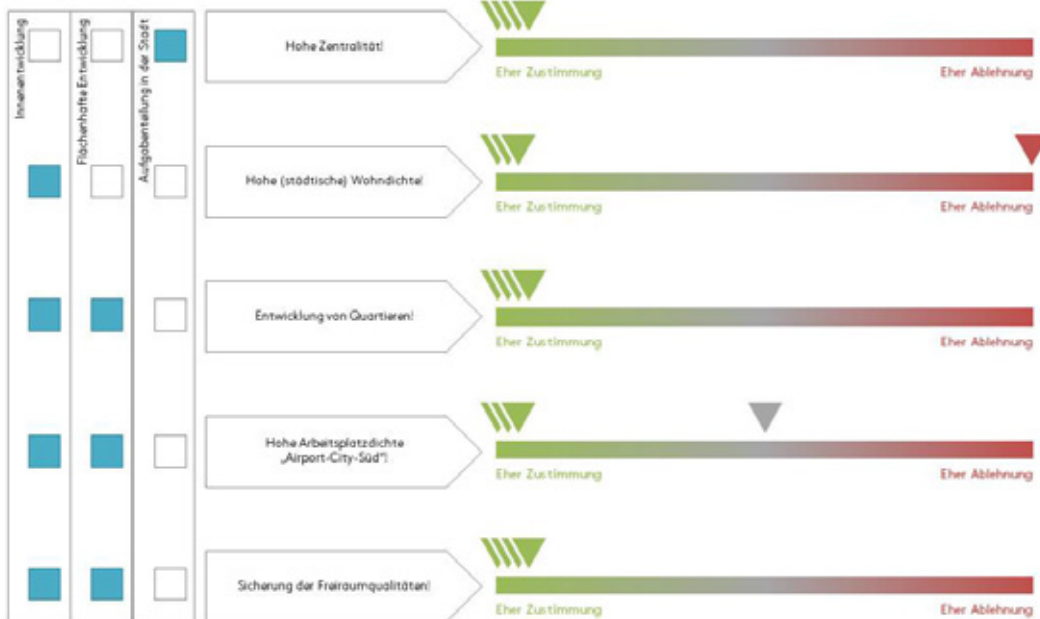 Innenentwicklung
Flächenhafte Entwicklung
Aufgabenteilung in der Stadt
Hohe Zentralität!
Eher Zustimmung
Eher Ablehnung
Hohe (städtische) Wohndichte!
Eher Zustimmung
Eher Ablehnung
Entwicklung von Quartieren!
Eher Zustimmung
Eher Ablehnung
Hohe Arbeitsplatzdichte
„Airport-City-Süd“!
Eher Zustimmung
Eher Ablehnung
Sicherung der Freiraumqualitäten!
Eher Zustimmung
Eher Ablehnung